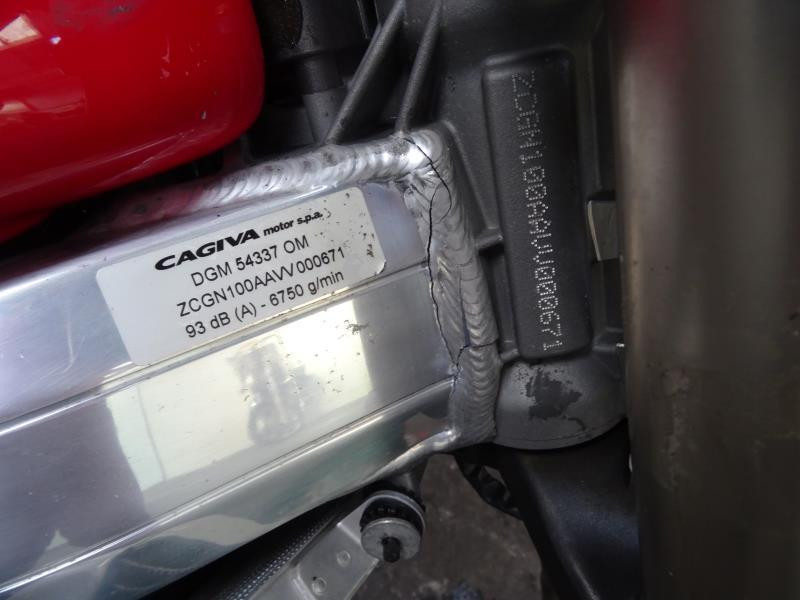 CAGIVA motor s.p.a.
DGM 54337 OM
ZCGN100AAVV000671
93 dB (A) - 6750 g/min
ZCGN100AAVV000671